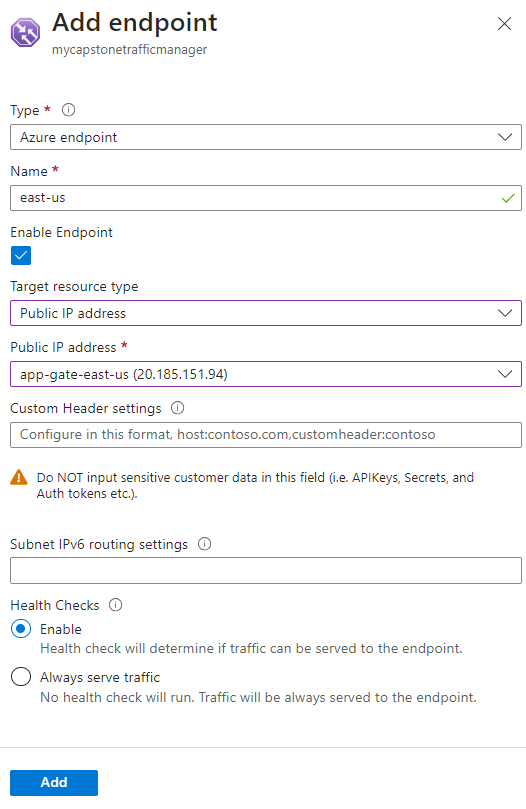 Add endpoint
mycapstonetrafficmanager
Type *
Azure endpoint
Name *
east-us
Enable Endpoint
Target resource type
Public IP address
Public IP address *
app-gate-east-us (20.185.151.94)
Custom Header settings
Configure in this format, host:contoso.com,customheader:contoso
Do NOT input sensitive customer data in this field (i.e. APIKeys, Secrets, and
Auth tokens etc.).
Subnet IPv6 routing settings
Health Checks
Enable
Health check will determine if traffic can be served to the endpoint.
Always serve traffic
No health check will run. Traffic will be always served to the endpoint.
Add